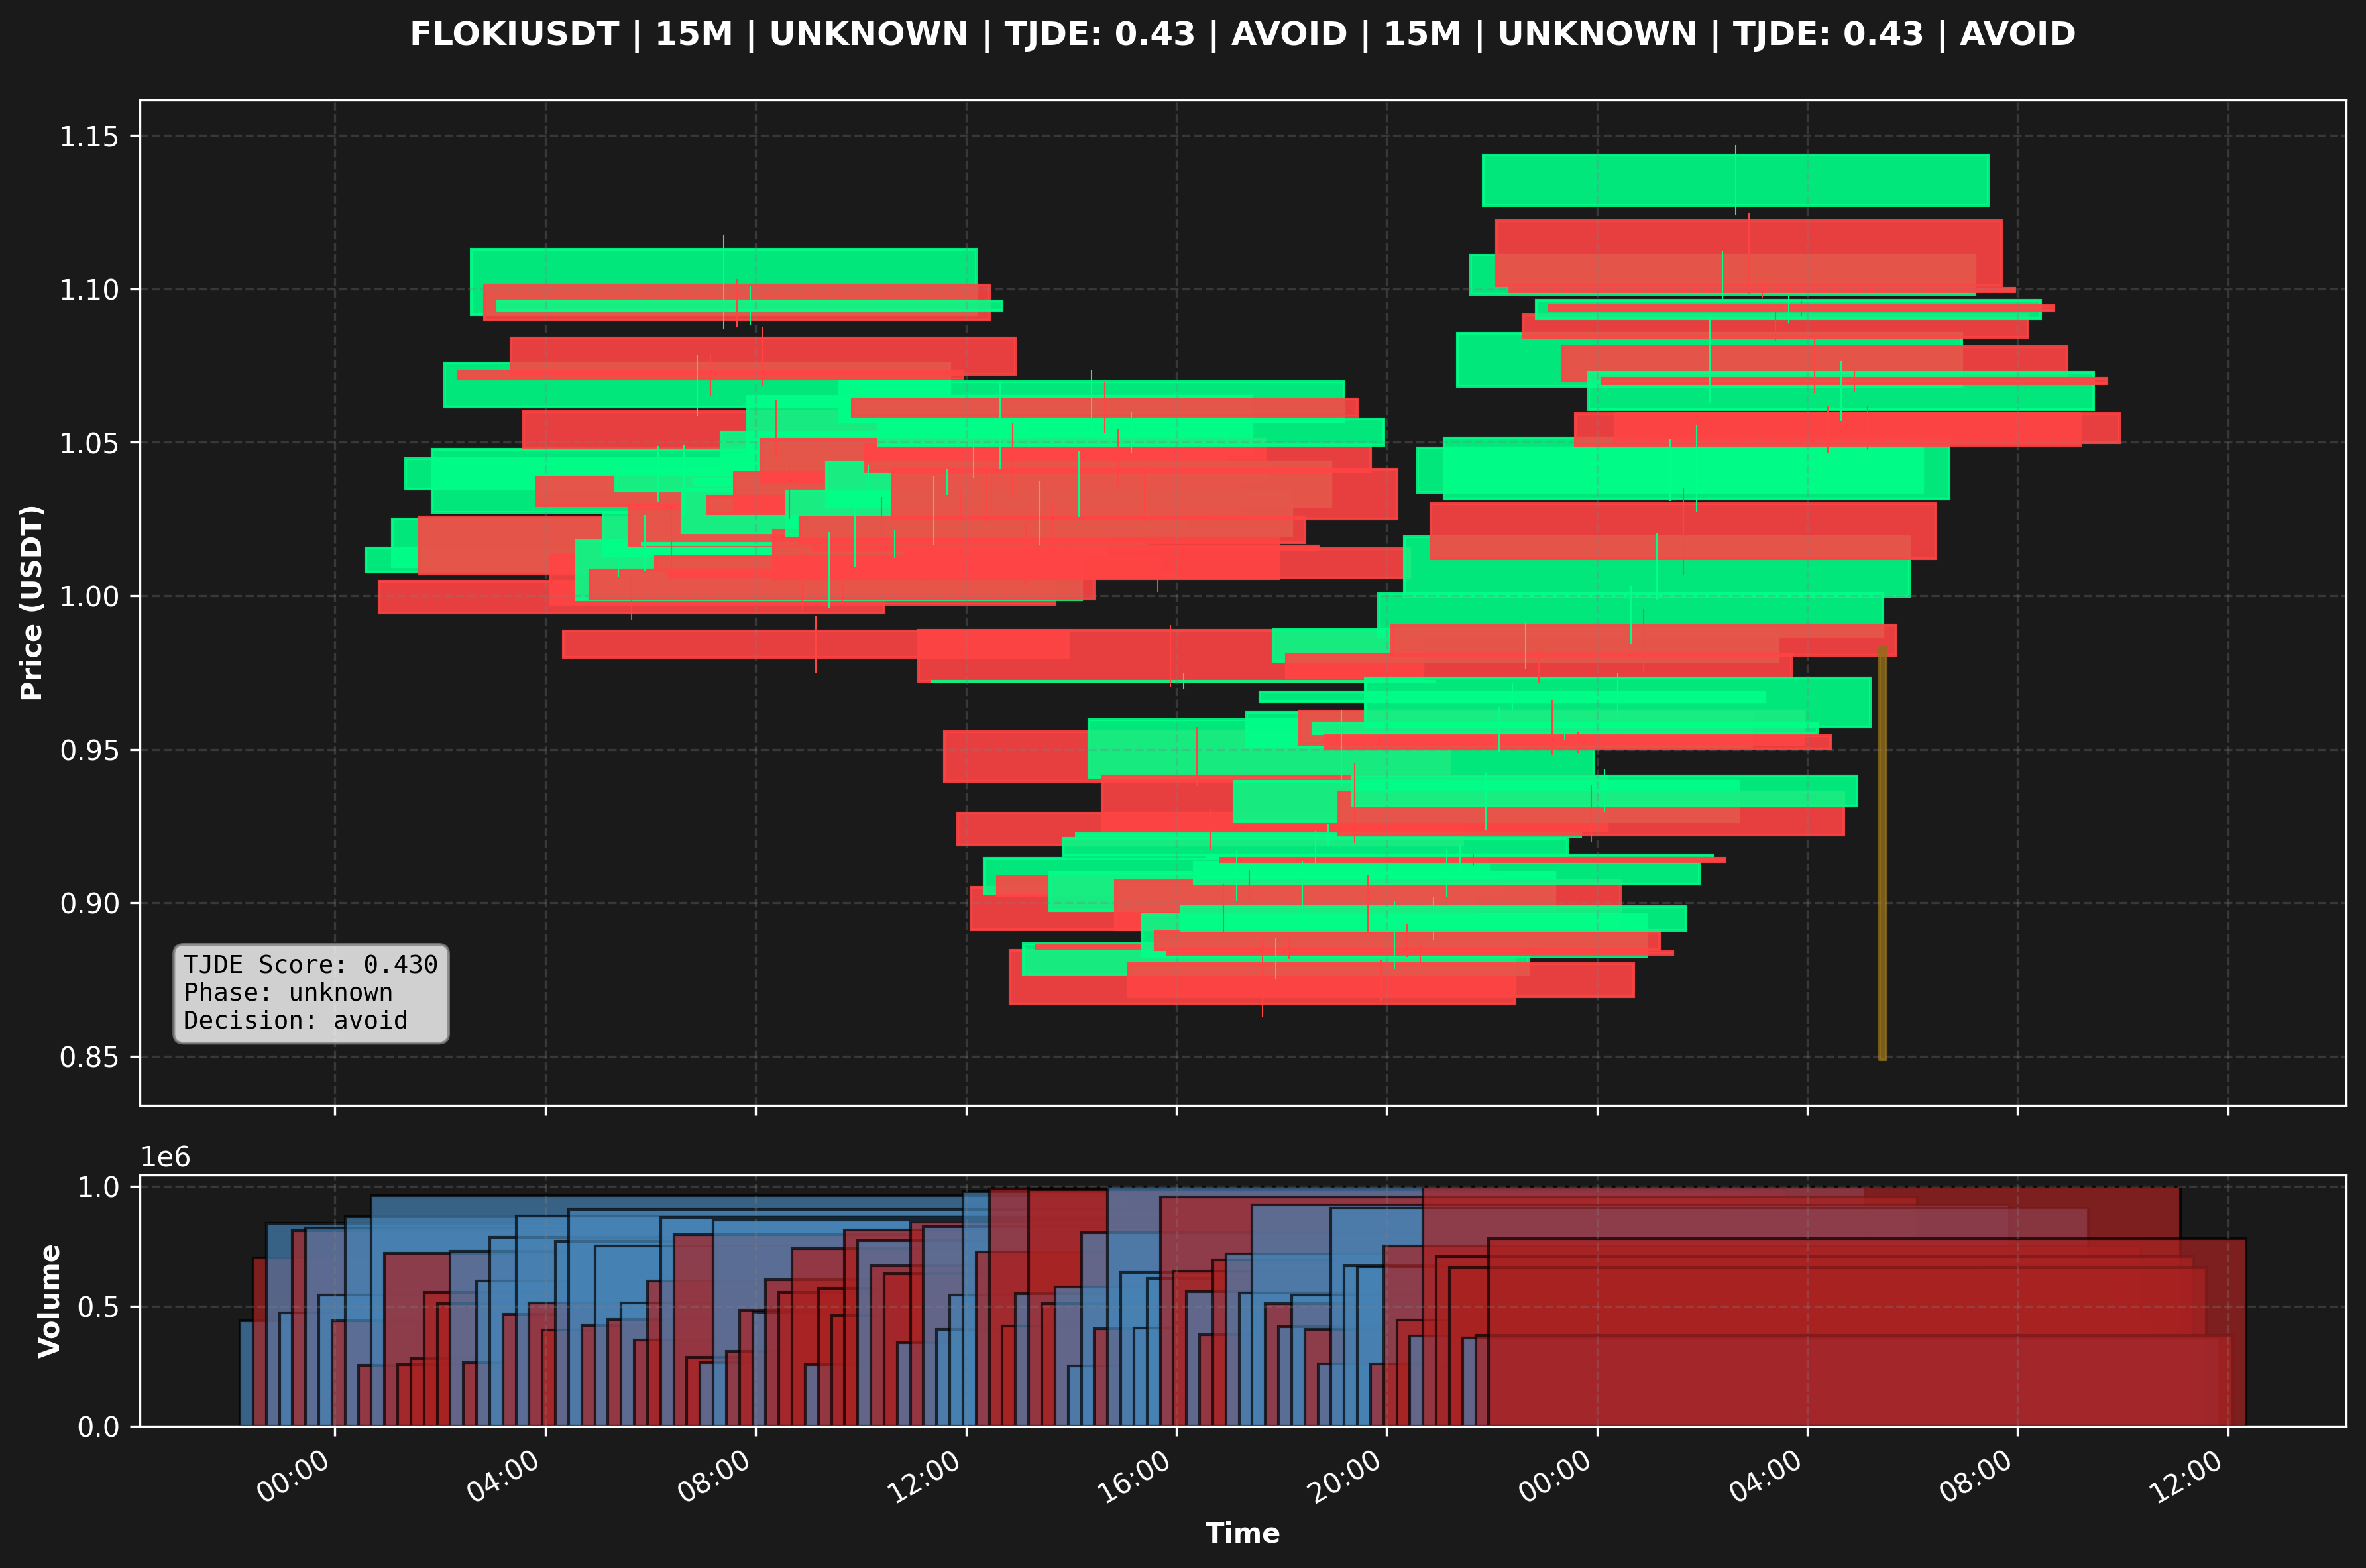 FLOKIUSDT | 15M | UNKNOWN | TJDE: 0.43 | AVOID | 15M | UNKNOWN | TJDE: 0.43 | AVOID
Price (USDT)
1.15
1.10
1.05
1.00
0.95
0.90
0.85
TJDE Score: 0.430
Phase: unknown
Decision: avoid
1e6
Volume
1.0
0.5
0.0
00:00
04:00
08:00
12:00
16:00
20:00
00:00
04:00
08:00
12:00
Time